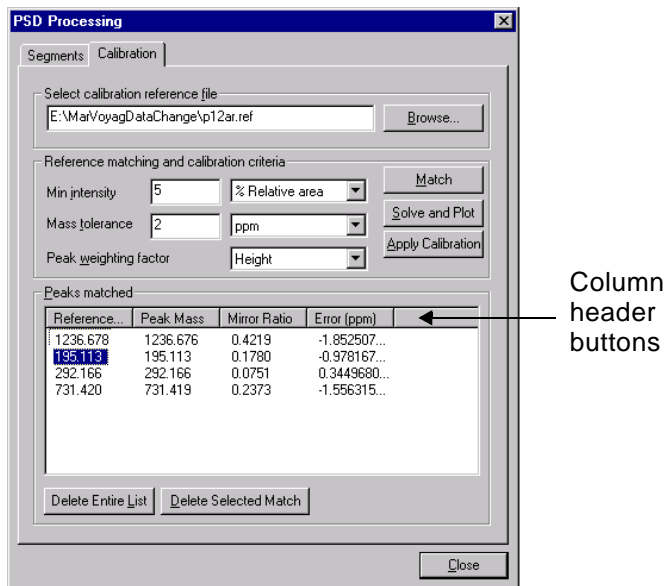 PSD Processing
Segments Calibration
Select calibration reference file
E:\MarVoyagDataChange\p12ar.ref Browse...
Reference matching and calibration criteria
Min intensity 5 % Relative area Match
Mass tolerance 2 ppm Solve and Plot
Peak weighting factor Height Apply Calibration
Peaks matched
Reference... Peak Mass Mirror Ratio Error (ppm)
1236.678 1236.676 0.4219 -1.852507...
195.113 195.113 0.1780 -0.978167...
292.166 292.166 0.0751 0.3449680...
731.420 731.419 0.2373 -1.556315...
Delete Entire List Delete Selected Match
Close
Column
header
buttons